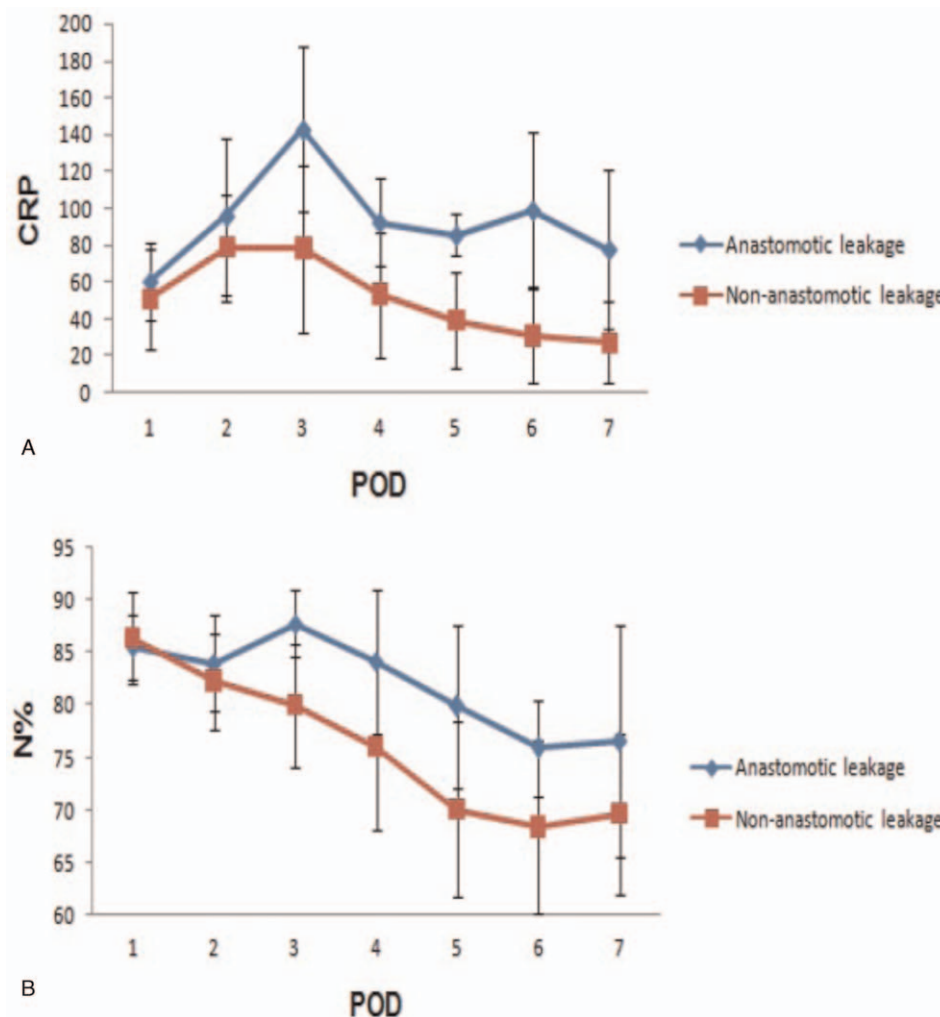 200
180
160
140
120
100
80
60
40
20
0
CRP
1 2 3 4 5 6 7
POD
Anastomotic leakage
Non-anastomotic leakage
A
95
90
85
80
75
70
65
60
N%
1 2 3 4 5 6 7
POD
Anastomotic leakage
Non-anastomotic leakage
B